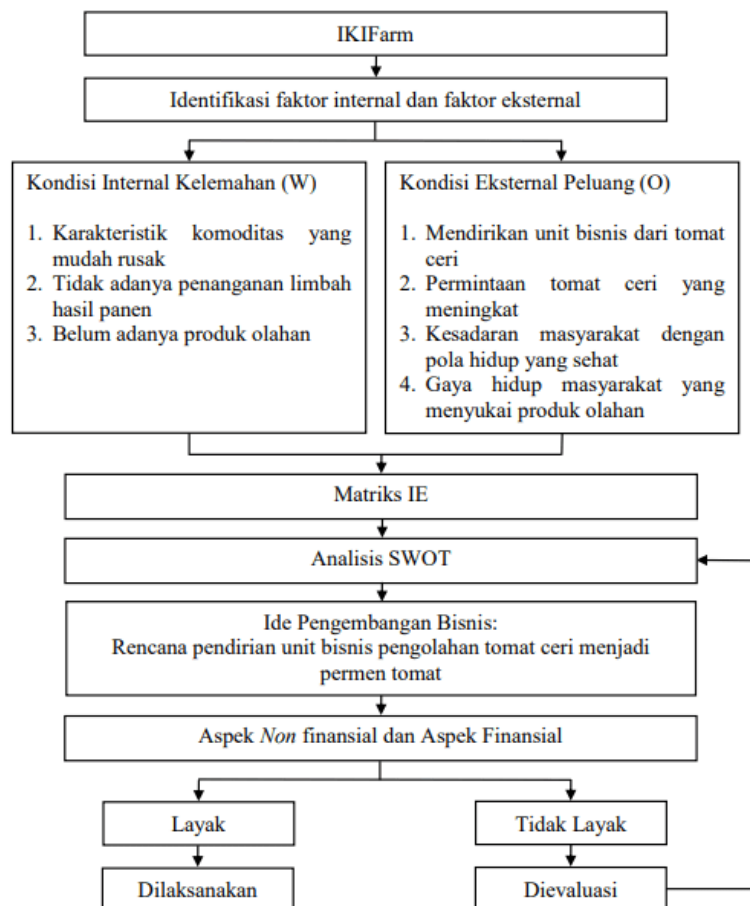 IKIFarm
Identifikasi faktor internal dan faktor eksternal
Kondisi Internal Kelemahan (W)
1. Karakteristik komoditas yang
mudah rusak
2. Tidak adanya penanganan limbah
hasil panen
3. Belum adanya produk olahan
Kondisi Eksternal Peluang (O)
1. Mendirikan unit bisnis dari tomat
ceri
2. Permintaan tomat ceri yang
meningkat
3. Kesadaran masyarakat dengan
pola hidup yang sehat
4. Gaya hidup masyarakat yang
menyukai produk olahan
Matriks IE
Analisis SWOT
Ide Pengembangan Bisnis:
Rencana pendirian unit bisnis pengolahan tomat ceri menjadi
permen tomat
Aspek Non finansial dan Aspek Finansial
Layak
Tidak Layak
Dilaksanakan
Dievaluasi